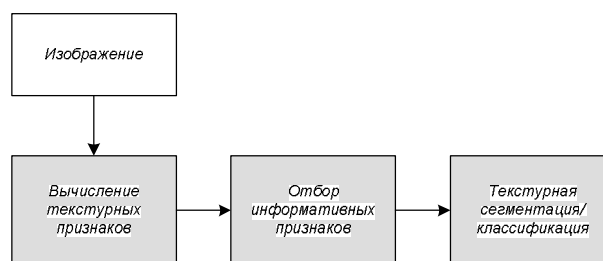 Изображение
Вычисление
текстурных
признаков
Отбор
информативных
признаков
Текстурная
сегментация/
классификация